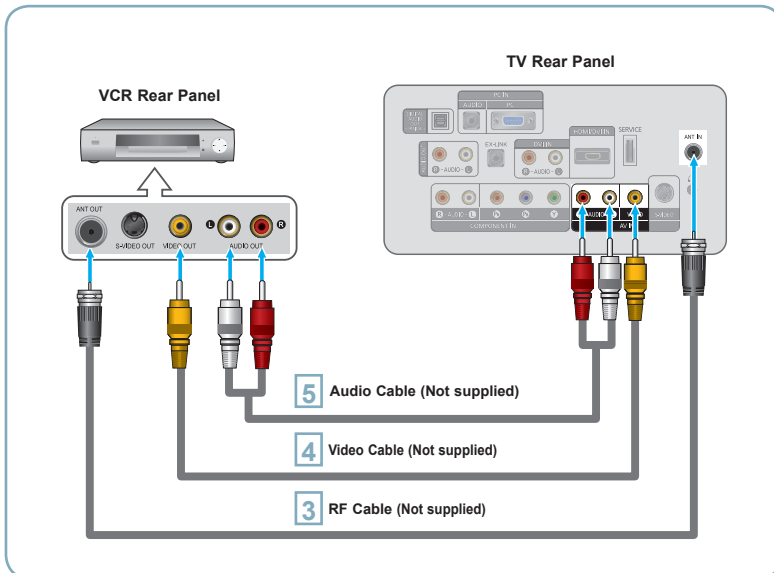 TV Rear Panel
VCR Rear Panel
PC IN
AUDIO PC
EX-LINK
DVI IN
HDMI/DVI IN
SERVICE
ANT IN
R - AUDIO - L
R - AUDIO - L
R - AUDIO - L
COMPONENT IN
AV IN
S-VIDEO
ANT OUT
S-VIDEO OUT
VIDEO OUT
L
R
AUDIO OUT
5 Audio Cable (Not supplied)
4 Video Cable (Not supplied)
3 RF Cable (Not supplied)